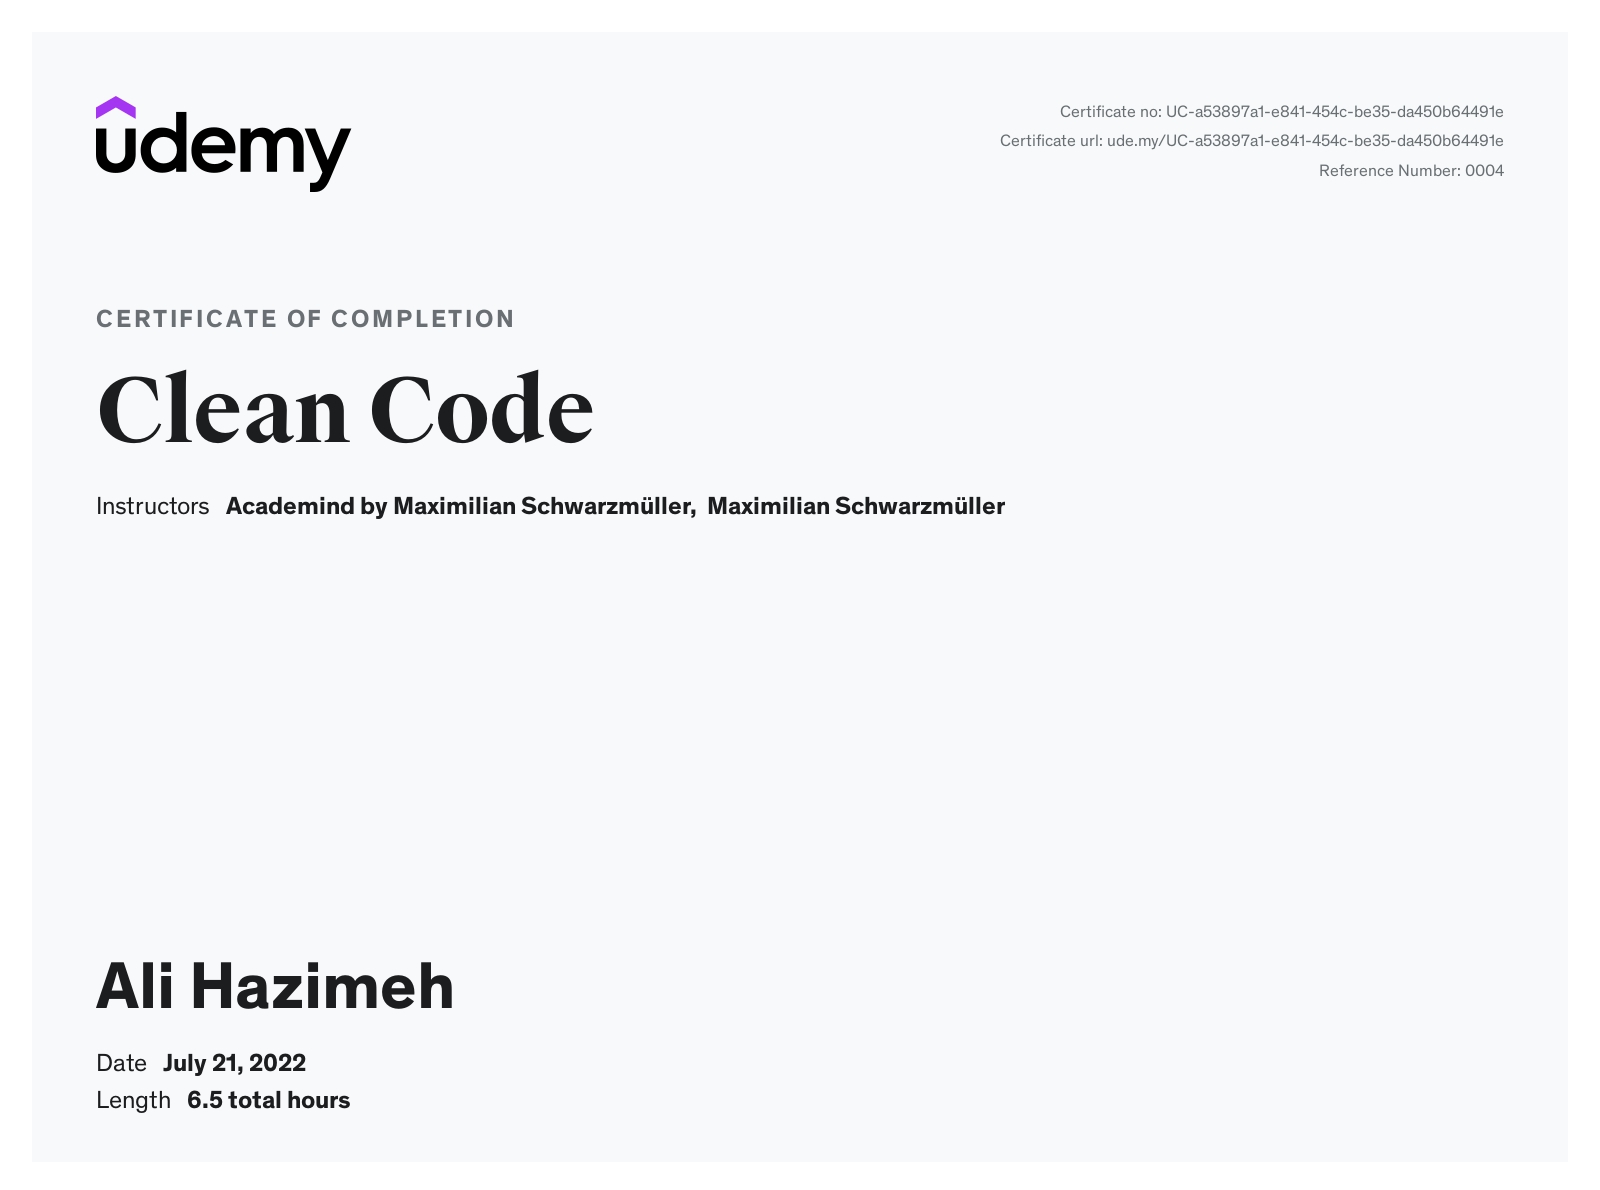 udemy
Certificate no: UC-a53897a1-e841-454c-be35-da450b64491e
Certificate url: ude.my/UC-a53897a1-e841-454c-be35-da450b64491e
Reference Number: 0004
CERTIFICATE OF COMPLETION
Clean Code
Instructors Academind by Maximilian Schwarzmüller, Maximilian Schwarzmüller
Ali Hazimeh
Date July 21, 2022
Length 6.5 total hours